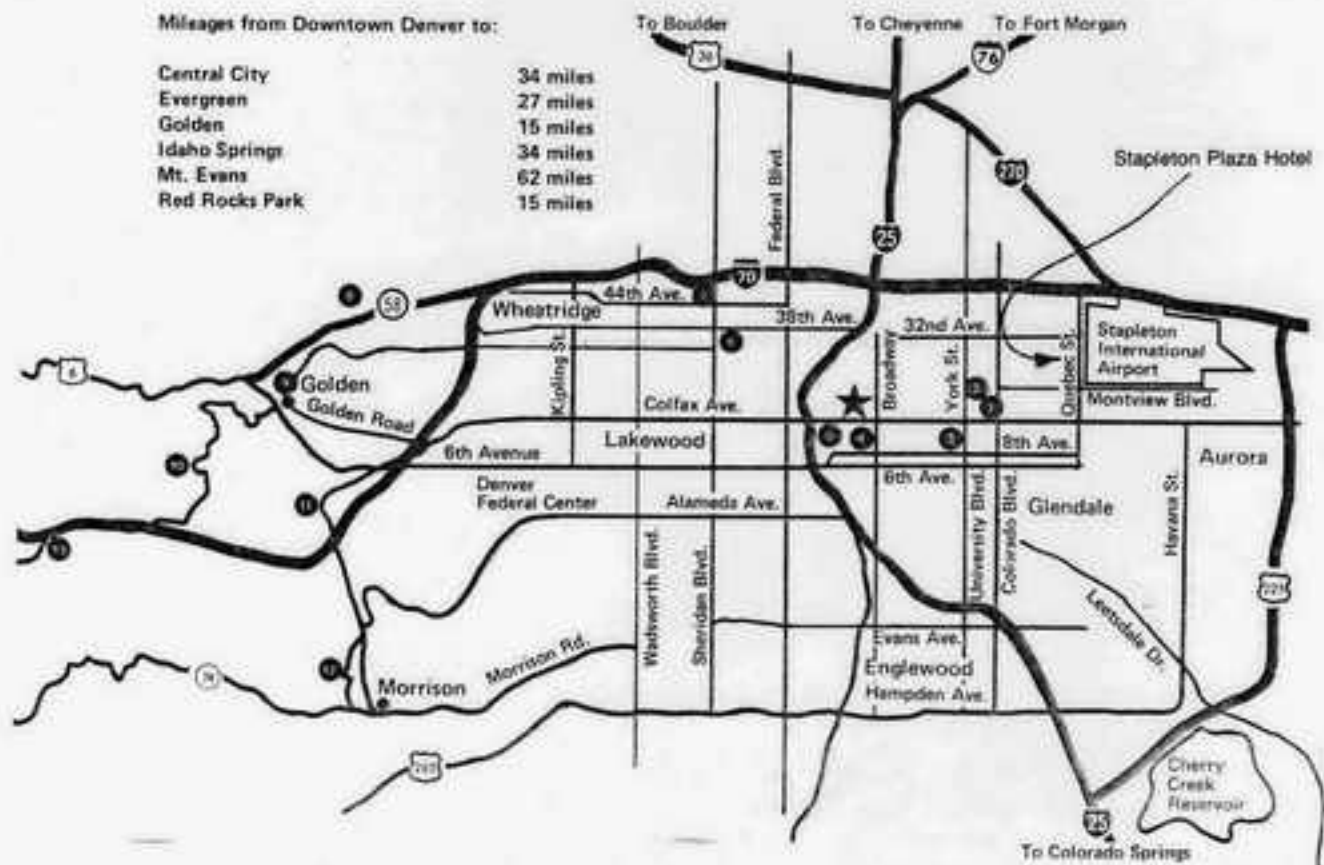 Mileages from Downtown Denver to:
Central City 34 miles
Evergreen 27 miles
Golden 15 miles
Idaho Springs 34 miles
Mt. Evans 62 miles
Red Rocks Park 15 miles
To Boulder
To Cheyenne
To Fort Morgan
36
76
Stapleton Plaza Hotel
270
Federal Blvd.
25
70
58
44th Ave.
Wheatridge
38th Ave.
32nd Ave.
Stapleton
International
Airport
6
Golden
Golden Road
Kipling St.
Broadway
York St.
Quebec St.
Montview Blvd.
Colfax Ave.
Lakewood
8th Ave.
6th Avenue
6th Ave.
Aurora
Denver
Federal Center
Alameda Ave.
Glendale
Havana St.
Wadsworth Blvd.
Sheridan Blvd.
University Blvd.
Colorado Blvd.
Leetsdale Dr.
225
Evans Ave.
Englewood
Hampden Ave.
Morrison Rd.
Morrison
74
285
Cherry
Creek
Reservoir
25
To Colorado Springs